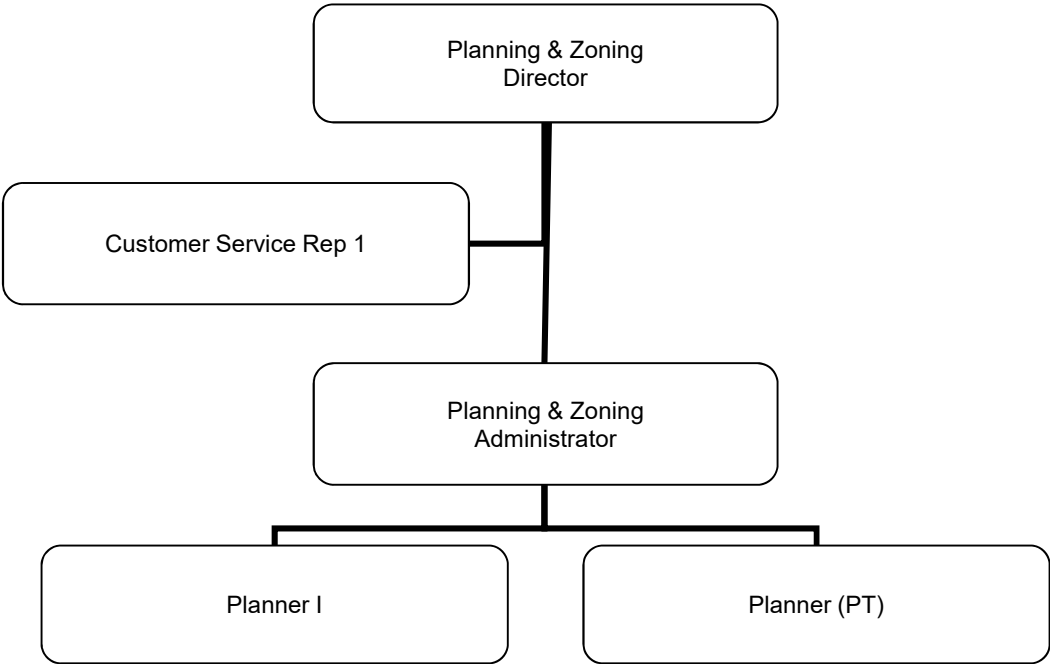 Planning & Zoning
Director
Customer Service Rep 1
Planning & Zoning
Administrator
Planner I
Planner (PT)